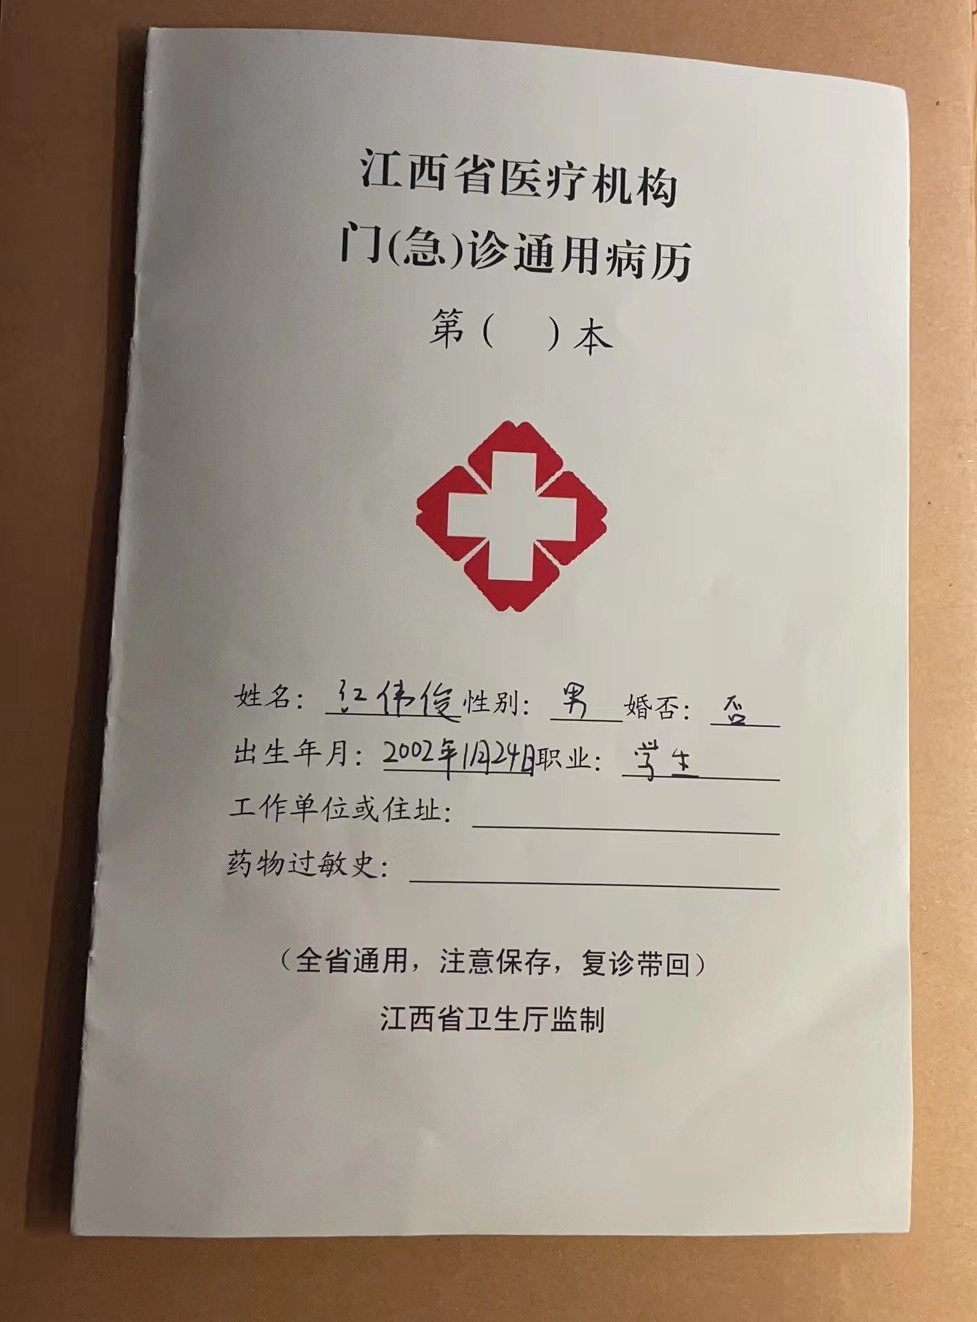 江西省医疗机构
门(急)诊通用病历
第( )本
姓名：江伟俊 性别：男 婚否：否
出生年月：2002年1月24日 职业：学生
工作单位或住址：
药物过敏史：
（全省通用，注意保存，复诊带回）
江西省卫生厅监制